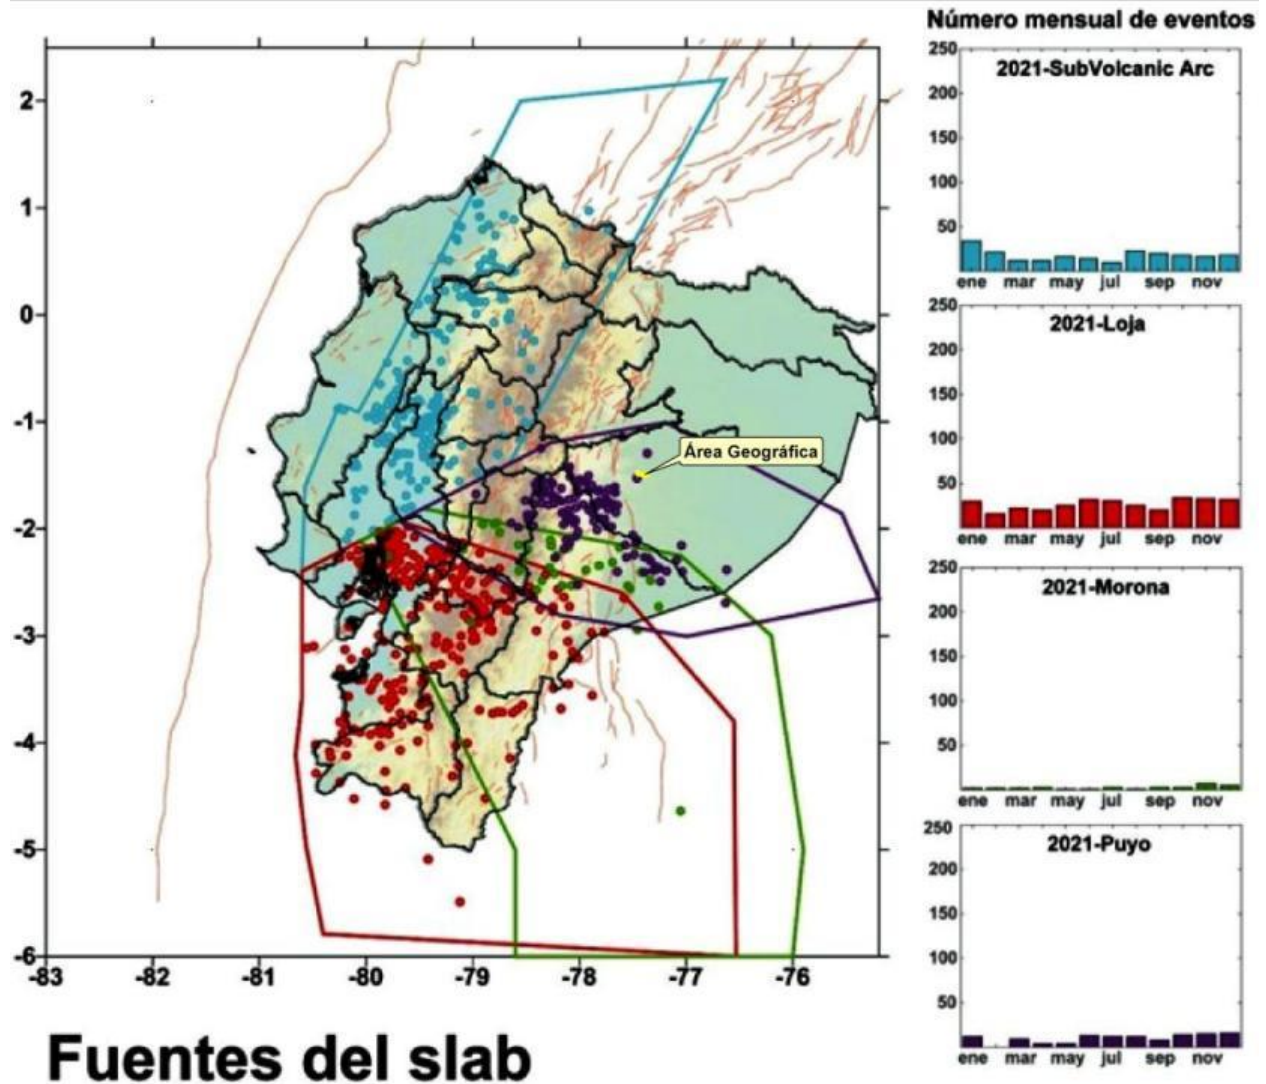 Número mensual de eventos
2
1
0
-1
-2
-3
-4
-5
-6
-83 -82 -81 -80 -79 -78 -77 -76
Área Geográfica
Fuentes del slab
2021-SubVolcanic Arc
250
200
150
100
50
ene mar may jul sep nov
2021-Loja
250
200
150
100
50
ene mar may jul sep nov
2021-Morona
250
200
150
100
50
ene mar may jul sep nov
2021-Puyo
250
200
150
100
50
ene mar may jul sep nov